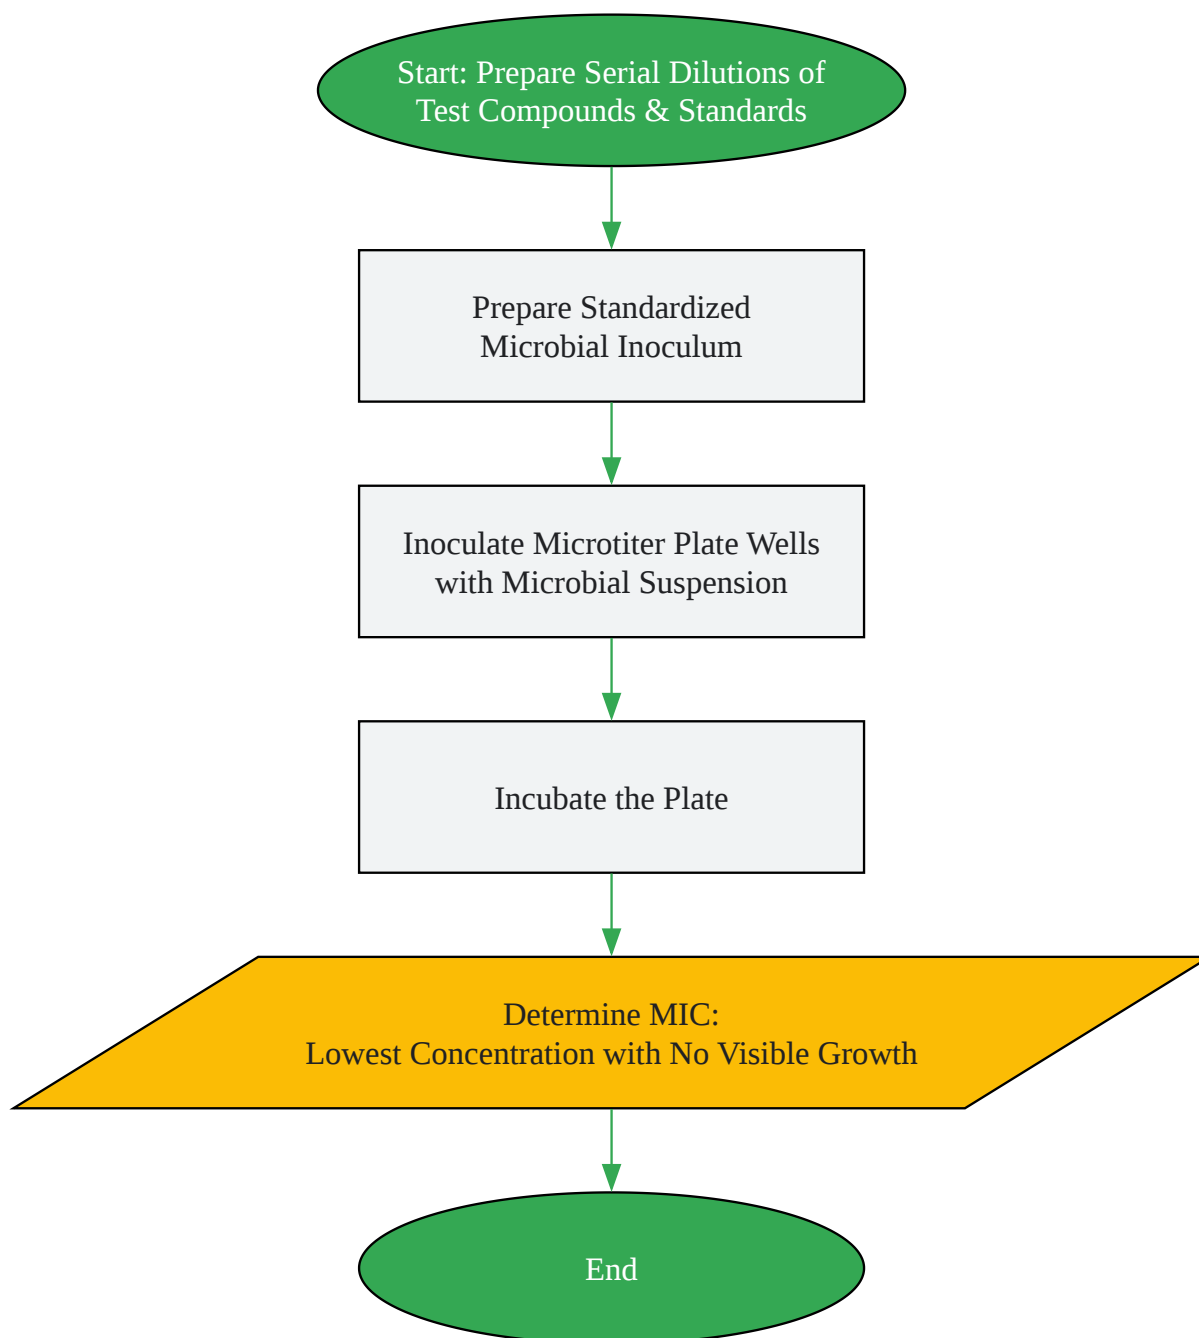 Start: Prepare Serial Dilutions of
Test Compounds & Standards
Prepare Standardized
Microbial Inoculum
Inoculate Microtiter Plate Wells
with Microbial Suspension
Incubate the Plate
Determine MIC:
Lowest Concentration with No Visible Growth
End